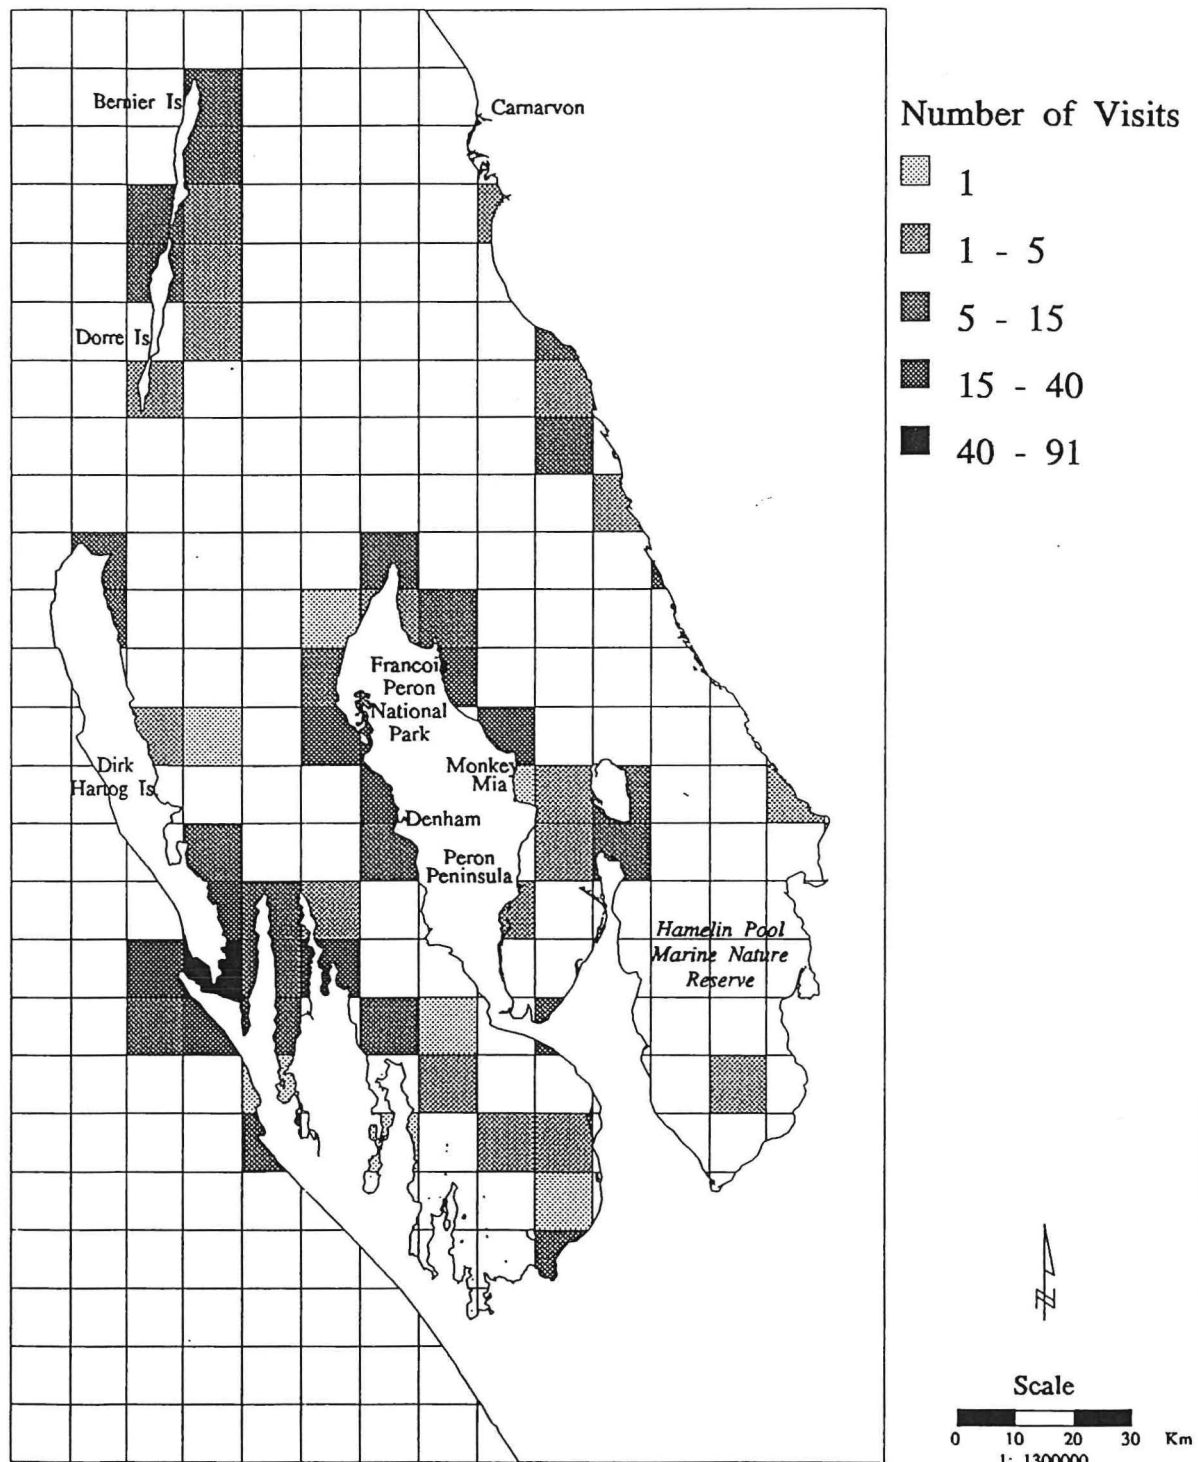 Bernier Is
Carnarvon
Number of Visits
1
1 - 5
5 - 15
15 - 40
40 - 91
Dorre Is
Francoi
Peron
National
Park
Dirk
Hartog Is
Monkey
Mia
Denham
Peron
Peninsula
Hamelin Pool
Marine Nature
Reserve
N
Scale
0 10 20 30 Km
1: 1300000